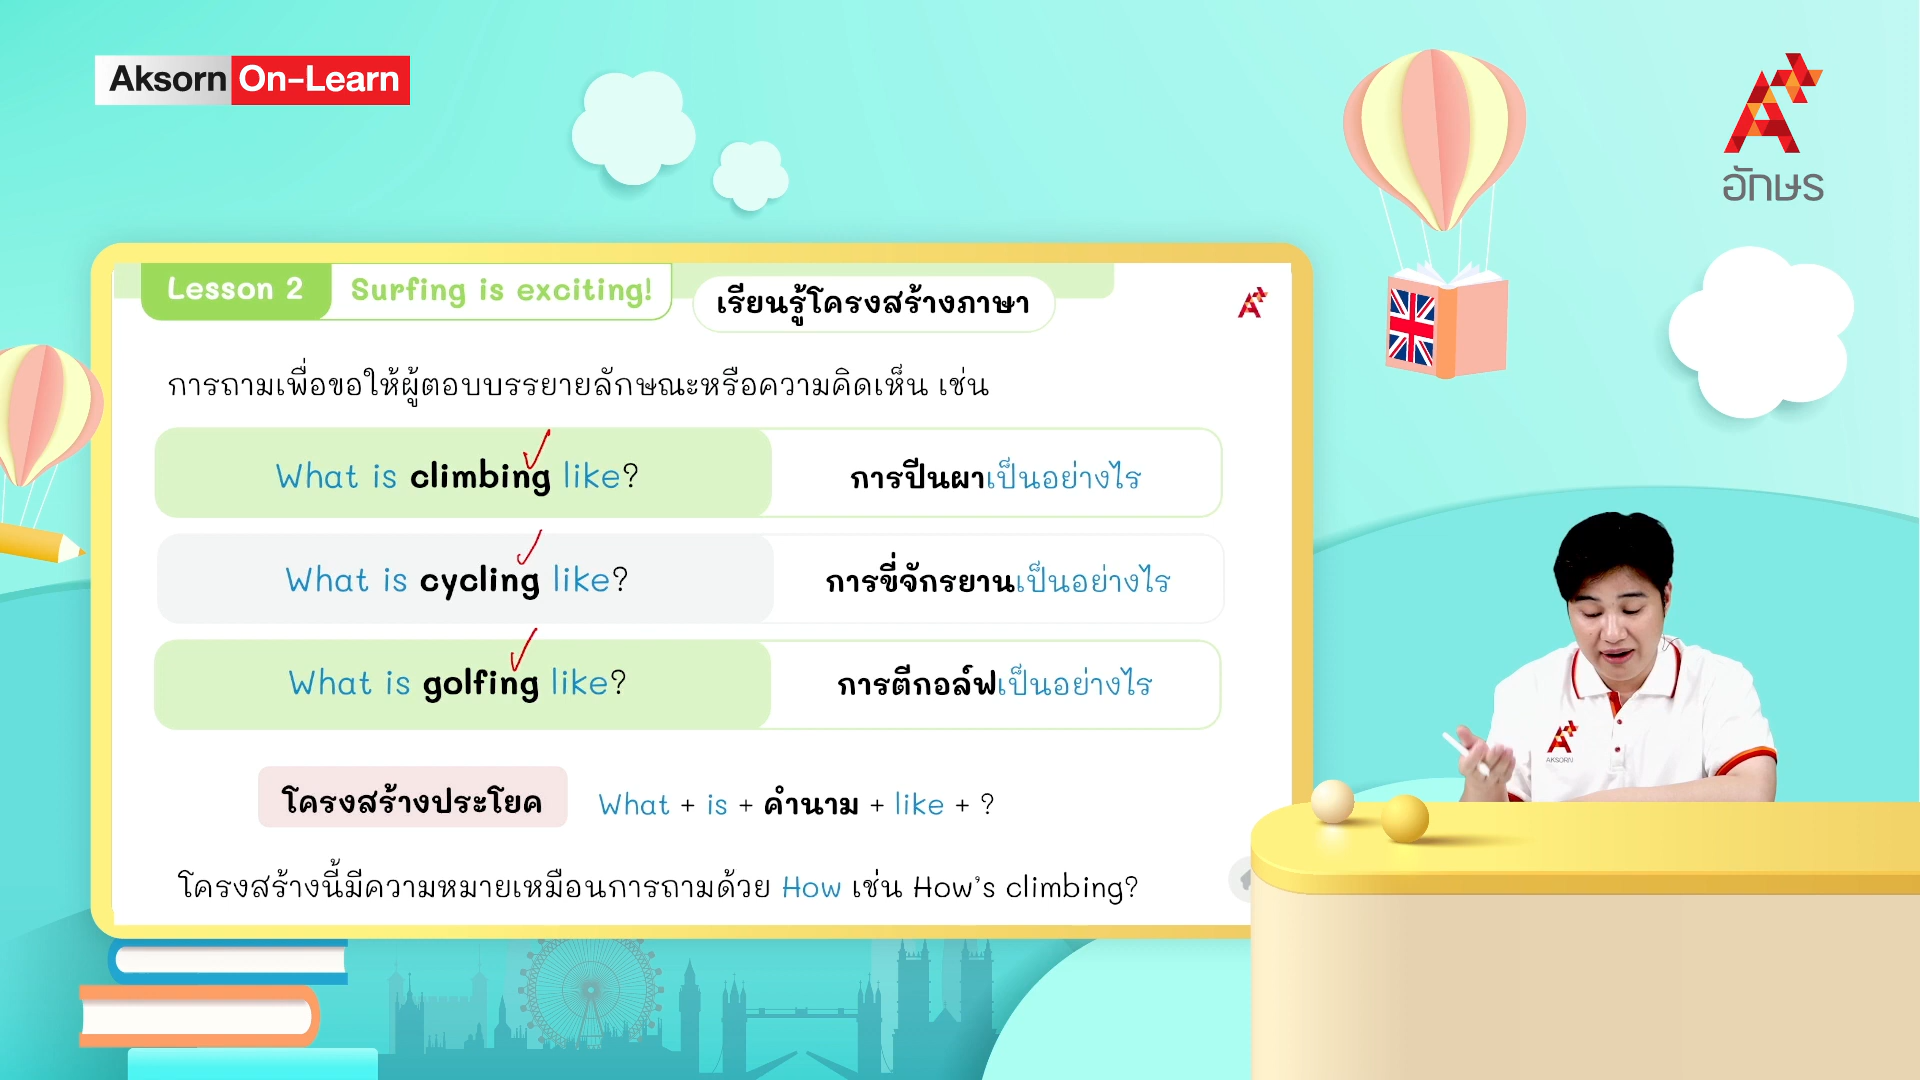 Aksorn On-Learn
อักษร
Lesson 2 Surfing is exciting! เรียนรู้โครงสร้างภาษา
การถามเพื่อขอให้ผู้ตอบบรรยายลักษณะหรือความคิดเห็น เช่น
What is climbing like? การปีนผาเป็นอย่างไร
What is cycling like? การขี่จักรยานเป็นอย่างไร
What is golfing like? การตีกอล์ฟเป็นอย่างไร
โครงสร้างประโยค What + is + คำนาม + like + ?
โครงสร้างนี้มีความหมายเหมือนการถามด้วย How เช่น How's climbing?
AKSORN